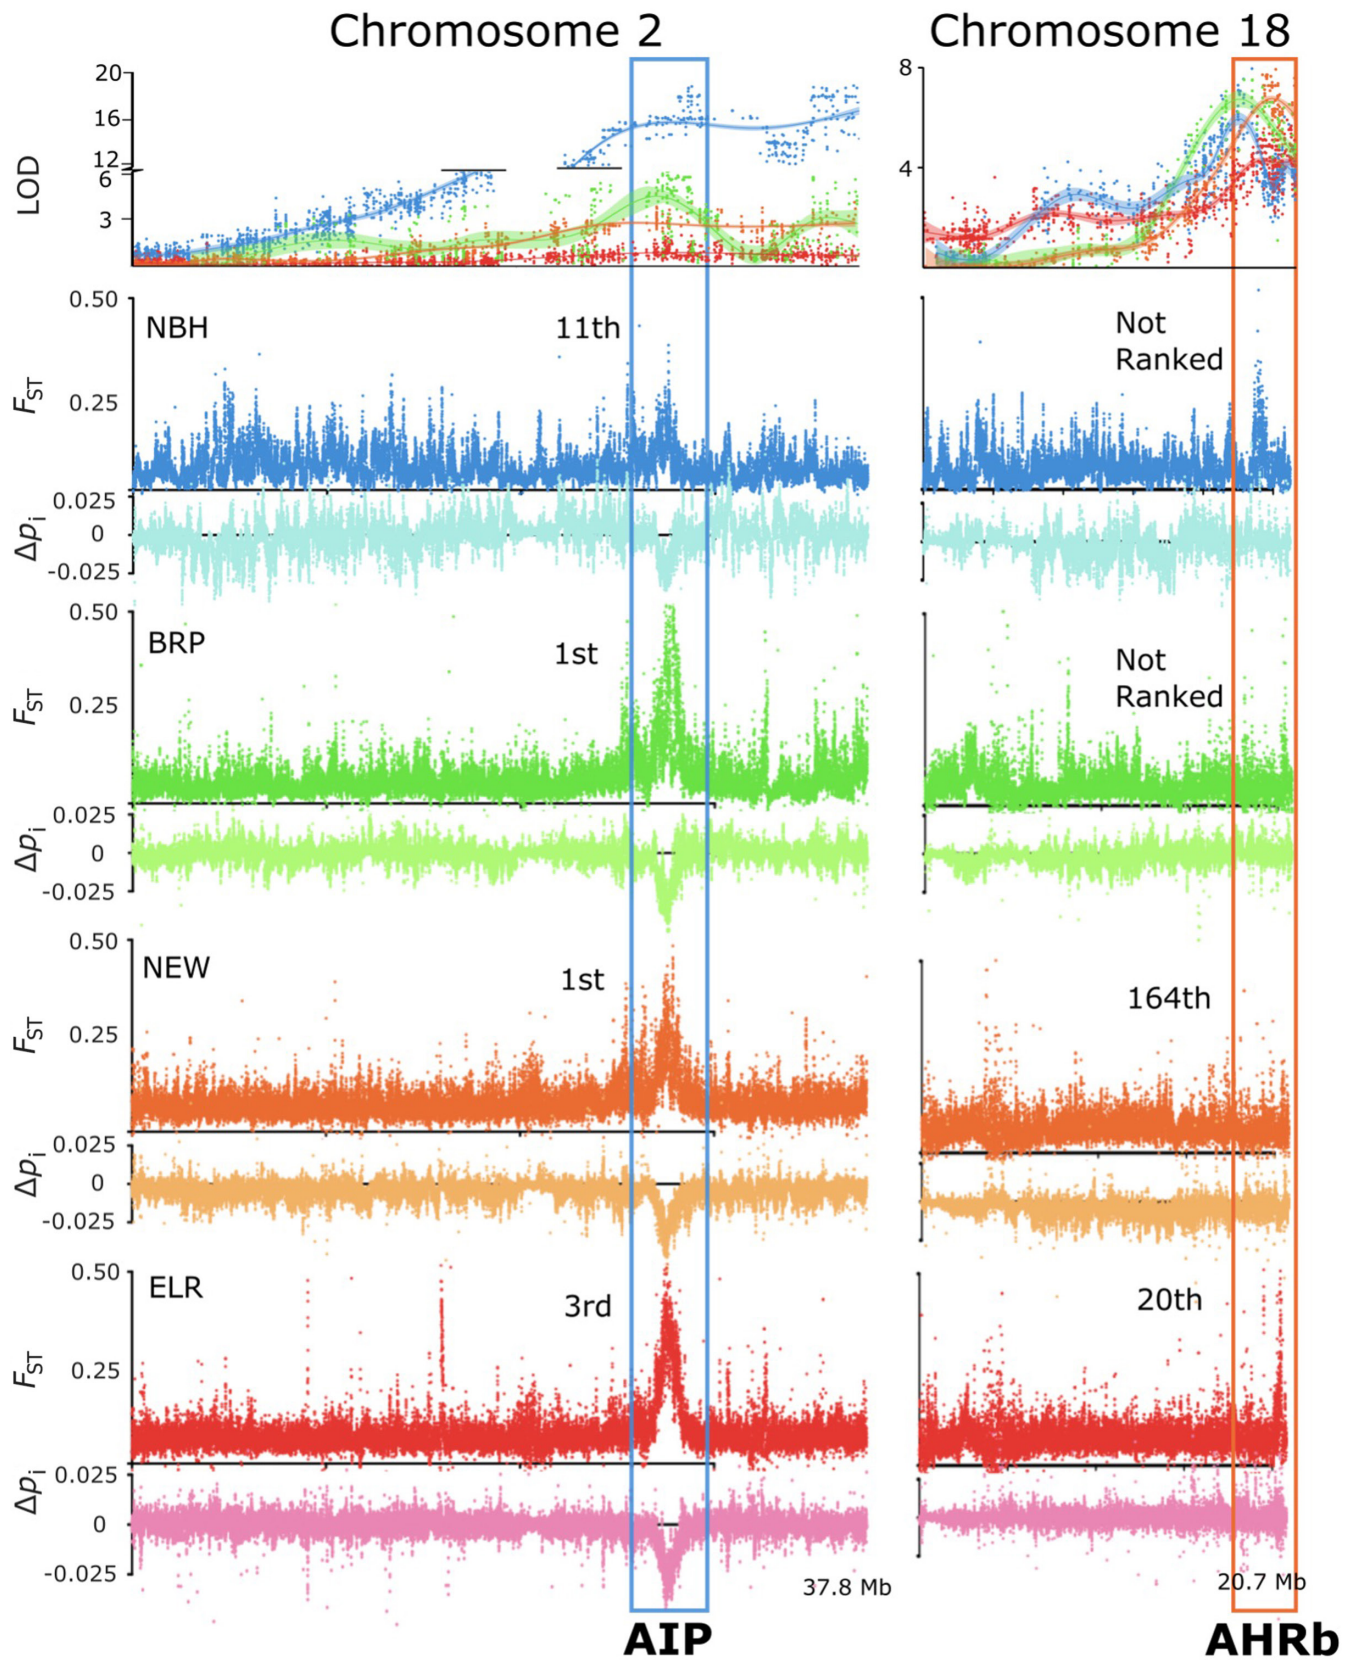 Chromosome 2 Chromosome 18
20
16
12
6
3
LOD
8
4
0.50
0.25
FST
NBH
11th
Not
Ranked
0.025
0
-0.025
Δpi
0.50
0.25
FST
BRP
1st
Not
Ranked
0.025
0
-0.025
Δpi
0.50
0.25
FST
NEW
1st
164th
0.025
0
-0.025
Δpi
0.50
0.25
FST
ELR
3rd
20th
0.025
0
-0.025
Δpi
37.8 Mb
20.7 Mb
AIP AHRb